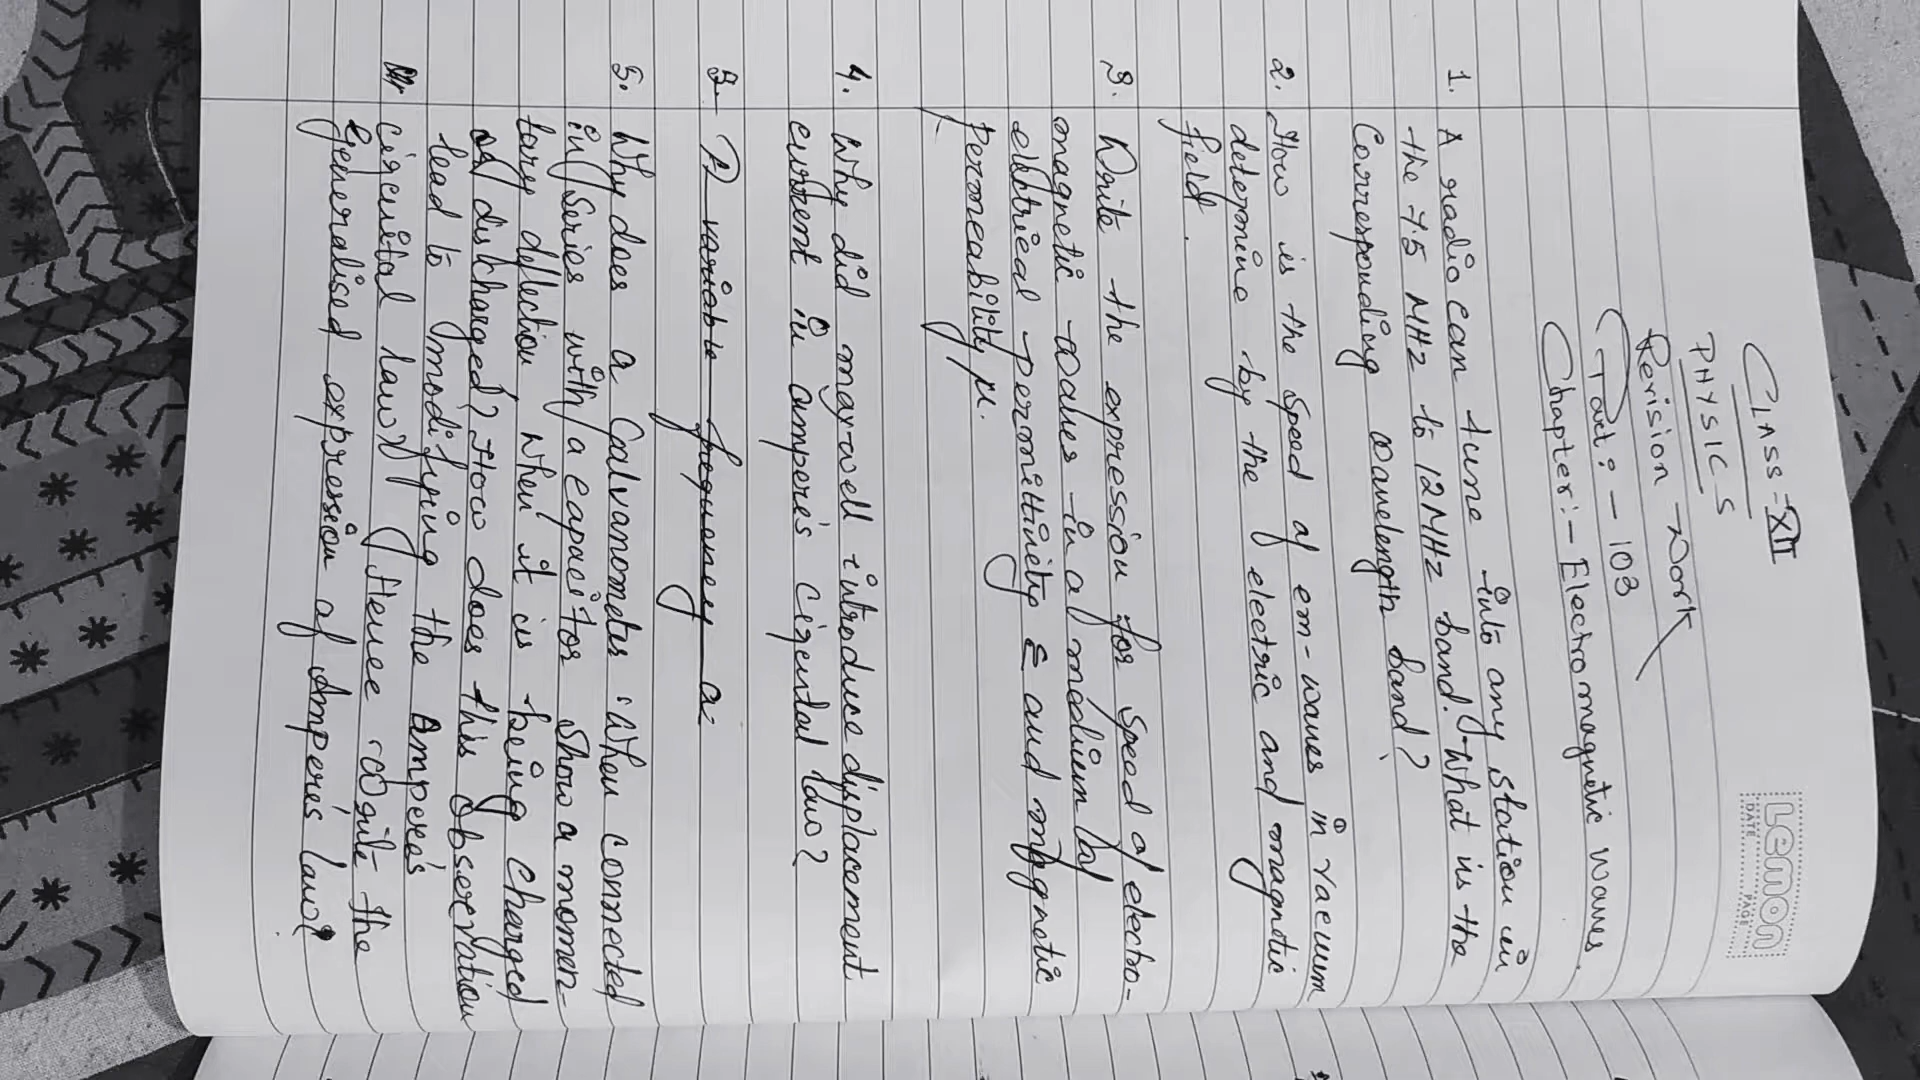 Lemon
DATE PAGE
CLASS-XII
PHYSICS
Revision Work
Part:- 103
Chapter:- Electromagnetic waves.
1. A radio can tune into any station in
the 7.5 MHz to 12 MHz band. What is the
Corresponding wavelength band?
2. How is the speed of em-waves in vacuum
determine by the electric and magnetic
field.
3. Write the expression for speed of electro-
magnetic waves in a medium of
electrical permittivity ε and magnetic
Permeability μ.
4. Why did maxwell introduce displacement
current in ampere's cicutal law?
3. A variable frequency a
5. Why does a Galvanometer when connected
in Series with a capacitor Show a momen-
tary deflection, when it is being charged
or discharged? How does this Observation
lead to modifying the Ampere's
circuital law? Hence write the
generalised expression of Ampere's law?